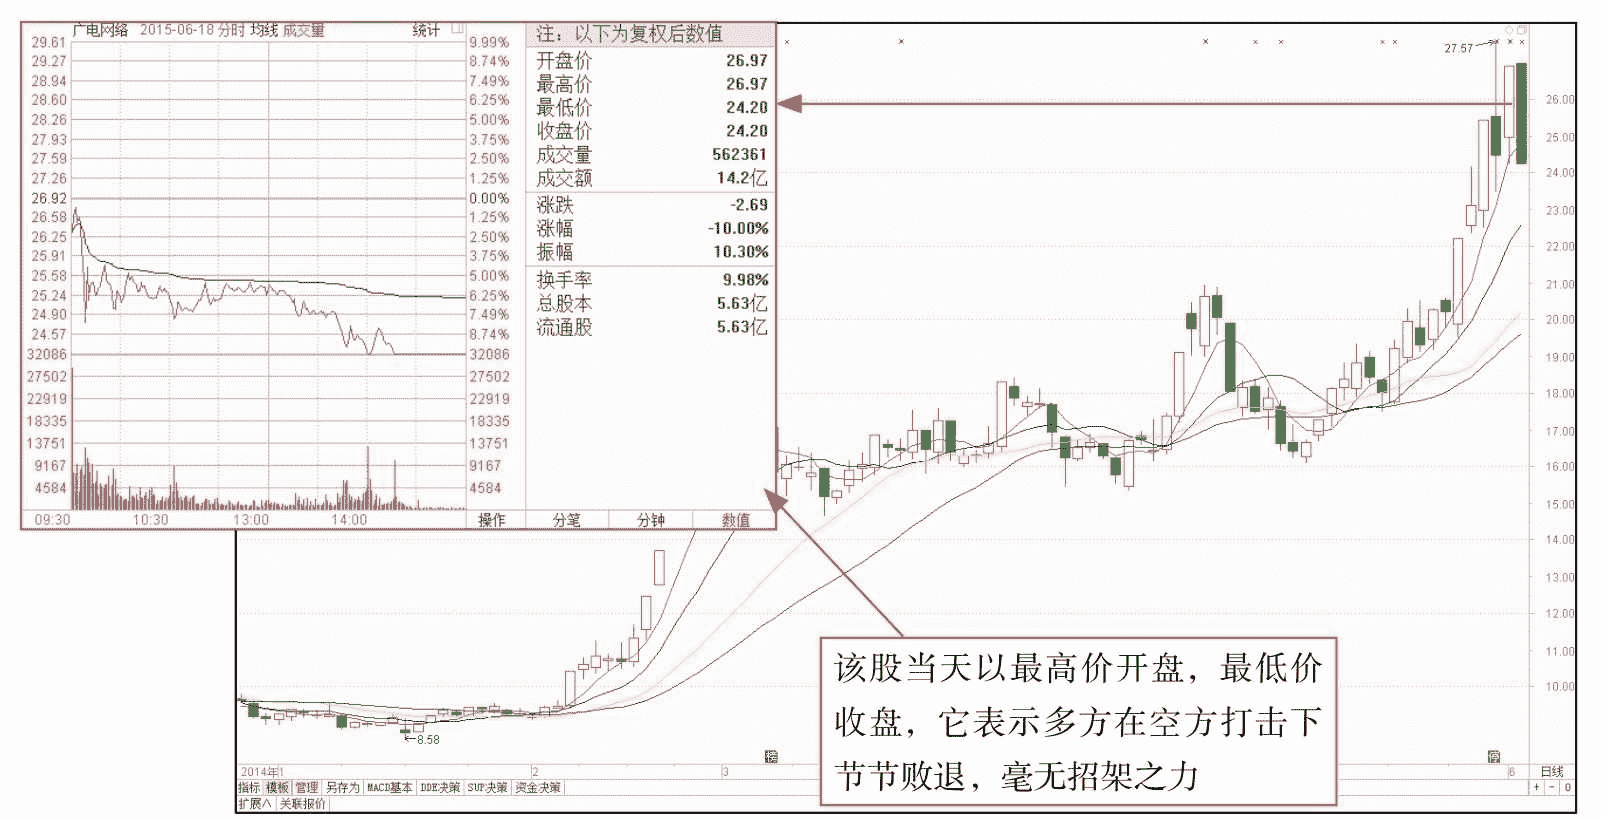 广电网络 2015-06-18 分时 均线 成交量 统计
29.61 9.99%
29.27 8.74%
28.94 7.49%
28.60 6.25%
28.26 5.00%
27.93 3.75%
27.59 2.50%
27.26 1.25%
26.92 0.00%
26.58 1.25%
26.25 2.50%
25.91 3.75%
25.58 5.00%
25.24 6.25%
24.90 7.49%
24.57 8.74%
32086 32086
27502 27502
22919 22919
18335 18335
13751 13751
9167 9167
4584 4584
09:30 10:30 13:00 14:00 操作 分笔 分钟 数值
注：以下为复权后数值
开盘价 26.97
最高价 26.97
最低价 24.20
收盘价 24.20
成交量 562361
成交额 14.2亿
涨跌 -2.69
涨幅 -10.00%
振幅 10.30%
换手率 9.98%
总股本 5.63亿
流通股 5.63亿
27.57
26.00
25.00
24.00
23.00
22.00
21.00
20.00
19.00
18.00
17.00
16.00
15.00
14.00
13.00
12.00
11.00
10.00
8.58
该股当天以最高价开盘，最低价
收盘，它表示多方在空方打击下
节节败退，毫无招架之力
榜 停
2014年1 2 3 6 日线
指标 模板 管理 另存为 MACD基本 DDE决策 SUP决策 资金决策 + - 0
扩展∧ 关联报价